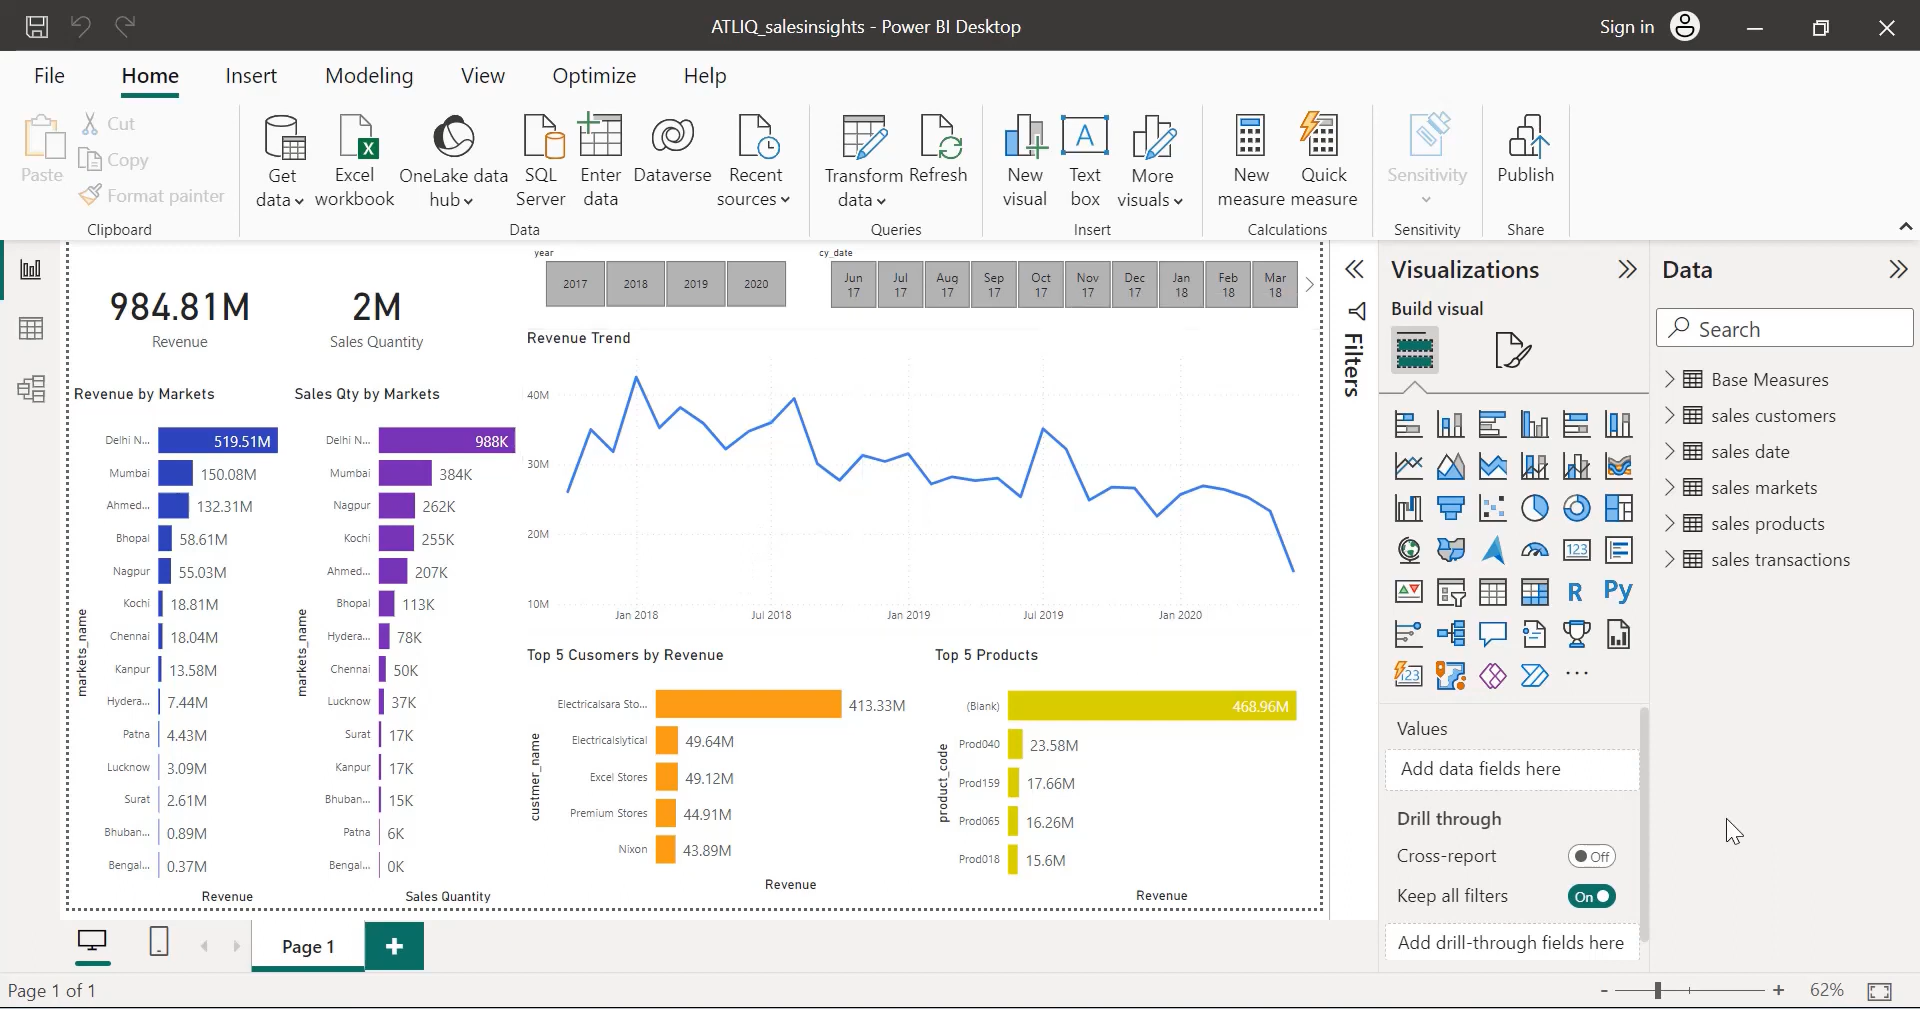 ATLIQ_salesinsights - Power BI Desktop
Sign in
File Home Insert Modeling View Optimize Help
Paste
Cut
Copy
Format painter
Clipboard
Get data
Excel workbook
OneLake data hub
SQL Server
Enter data
Dataverse
Recent sources
Data
Transform data
Refresh
Queries
New visual
A
Text box
More visuals
Insert
New measure
Quick measure
Calculations
Sensitivity
Sensitivity
Publish
Share
984.81M
Revenue
2M
Sales Quantity
year
2017 2018 2019 2020
cy_date
Jun 17
Jul 17
Aug 17
Sep 17
Oct 17
Nov 17
Dec 17
Jan 18
Feb 18
Mar 18
Revenue by Markets
markets_name
Delhi N... 519.51M
Mumbai 150.08M
Ahmed... 132.31M
Bhopal 58.61M
Nagpur 55.03M
Kochi 18.81M
Chennai 18.04M
Kanpur 13.58M
Hydera... 7.44M
Patna 4.43M
Lucknow 3.09M
Surat 2.61M
Bhuban... 0.89M
Bengal... 0.37M
Revenue
Sales Qty by Markets
markets_name
Delhi N... 988K
Mumbai 384K
Nagpur 262K
Kochi 255K
Ahmed... 207K
Bhopal 113K
Hydera... 78K
Chennai 50K
Lucknow 37K
Surat 17K
Kanpur 17K
Bhuban... 15K
Patna 6K
Bengal... 0K
Sales Quantity
Revenue Trend
40M
30M
20M
10M
Jan 2018 Jul 2018 Jan 2019 Jul 2019 Jan 2020
Top 5 Cusomers by Revenue
custmer_name
Electricalsara Sto... 413.33M
Electricalslytical 49.64M
Excel Stores 49.12M
Premium Stores 44.91M
Nixon 43.89M
Revenue
Top 5 Products
product_code
(Blank) 468.96M
Prod040 23.58M
Prod159 17.66M
Prod065 16.26M
Prod018 15.6M
Revenue
Filters
Visualizations
Build visual
123
R
Py
123
Values
Add data fields here
Drill through
Cross-report Off
Keep all filters On
Add drill-through fields here
Data
Search
Base Measures
sales customers
sales date
sales markets
sales products
sales transactions
Page 1
+
Page 1 of 1
- + 62%